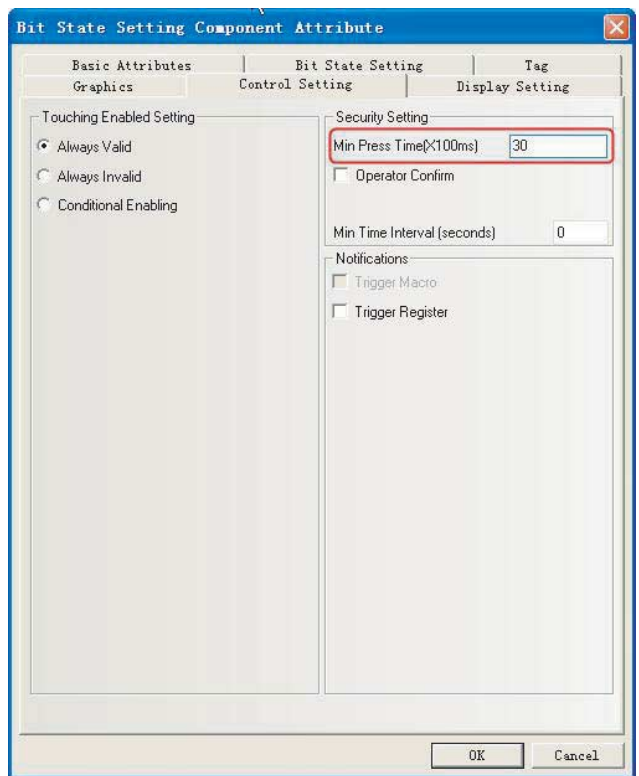 Bit State Setting Component Attribute
Basic Attributes Bit State Setting Tag
Graphics Control Setting Display Setting
Touching Enabled Setting
Always Valid
Always Invalid
Conditional Enabling
Security Setting
Min Press Time(X100ms) 30
Operator Confirm
Min Time Interval (seconds) 0
Notifications
Trigger Macro
Trigger Register
OK Cancel